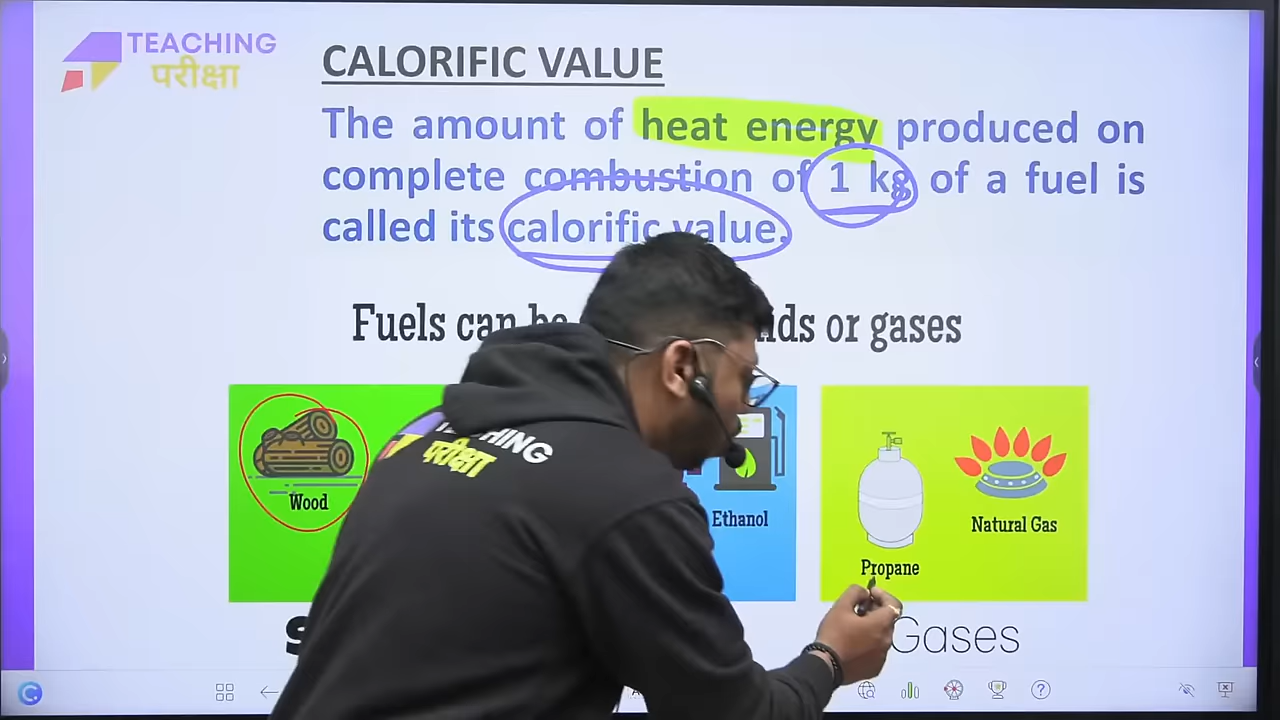 TEACHING
परीक्षा
CALORIFIC VALUE
The amount of heat energy produced on
complete combustion of 1 kg of a fuel is
called its calorific value.
Fuels can be or gases
Wood
Ethanol
Propane
Natural Gas
Gases
परीक्षा